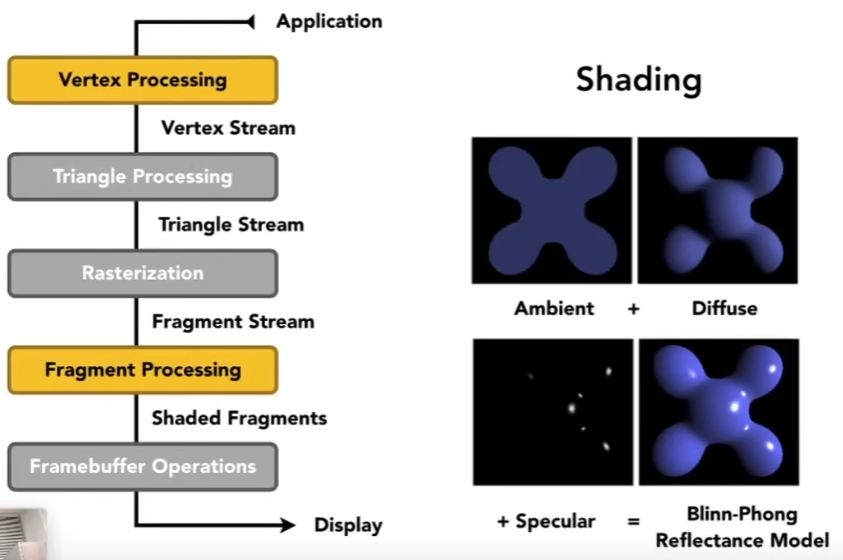 Application
Vertex Processing
Vertex Stream
Triangle Processing
Triangle Stream
Rasterization
Fragment Stream
Fragment Processing
Shaded Fragments
Framebuffer Operations
Display
Shading
Ambient + Diffuse
+ Specular = Blinn-Phong
Reflectance Model